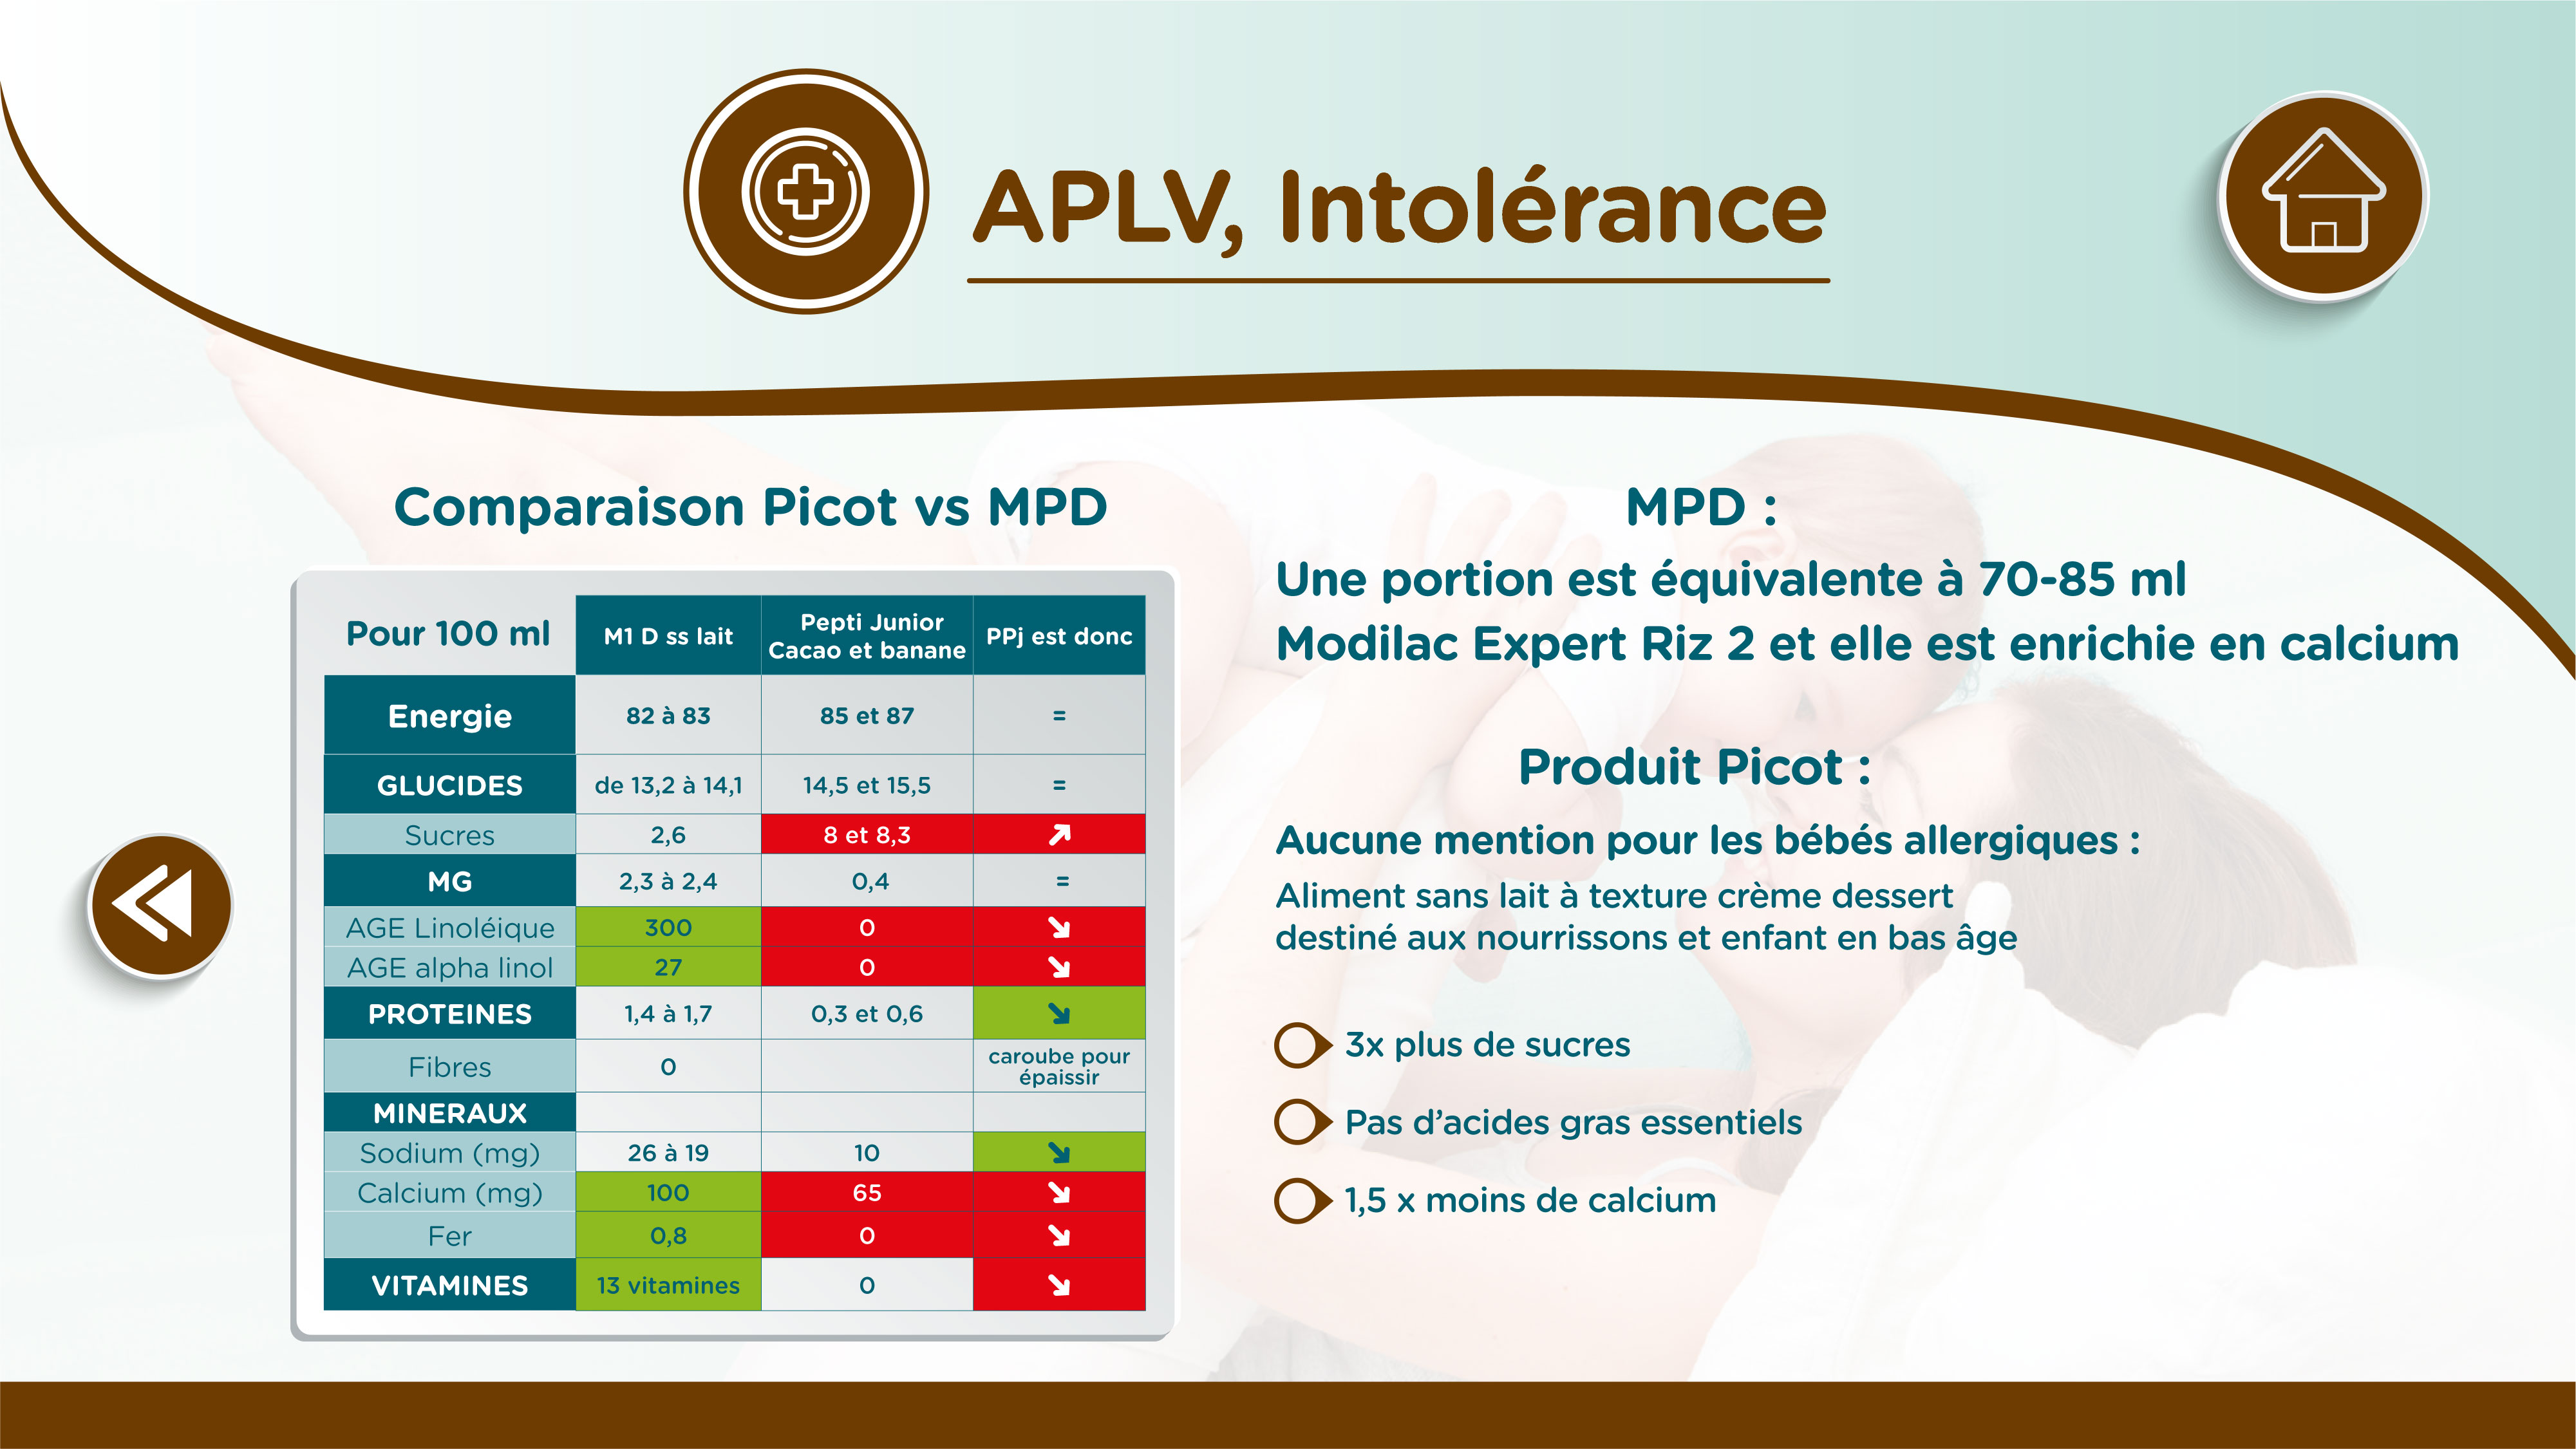 APLV, Intolérance
Comparaison Picot vs MPD
Pour 100 ml
M1 D ss lait
Pepti Junior
Cacao et banane
PPj est donc
Energie 82 à 83 85 et 87 =
GLUCIDES de 13,2 à 14,1 14,5 et 15,5 =
Sucres 2,6 8 et 8,3
MG 2,3 à 2,4 0,4 =
AGE Linoléique 300 0
AGE alpha linol 27 0
PROTEINES 1,4 à 1,7 0,3 et 0,6
Fibres 0
caroube pour
épaissir
MINERAUX
Sodium (mg) 26 à 19 10
Calcium (mg) 100 65
Fer 0,8 0
VITAMINES 13 vitamines 0
MPD :
Une portion est équivalente à 70-85 ml
Modilac Expert Riz 2 et elle est enrichie en calcium
Produit Picot :
Aucune mention pour les bébés allergiques :
Aliment sans lait à texture crème dessert
destiné aux nourrissons et enfant en bas âge
3x plus de sucres
Pas d’acides gras essentiels
1,5 x moins de calcium